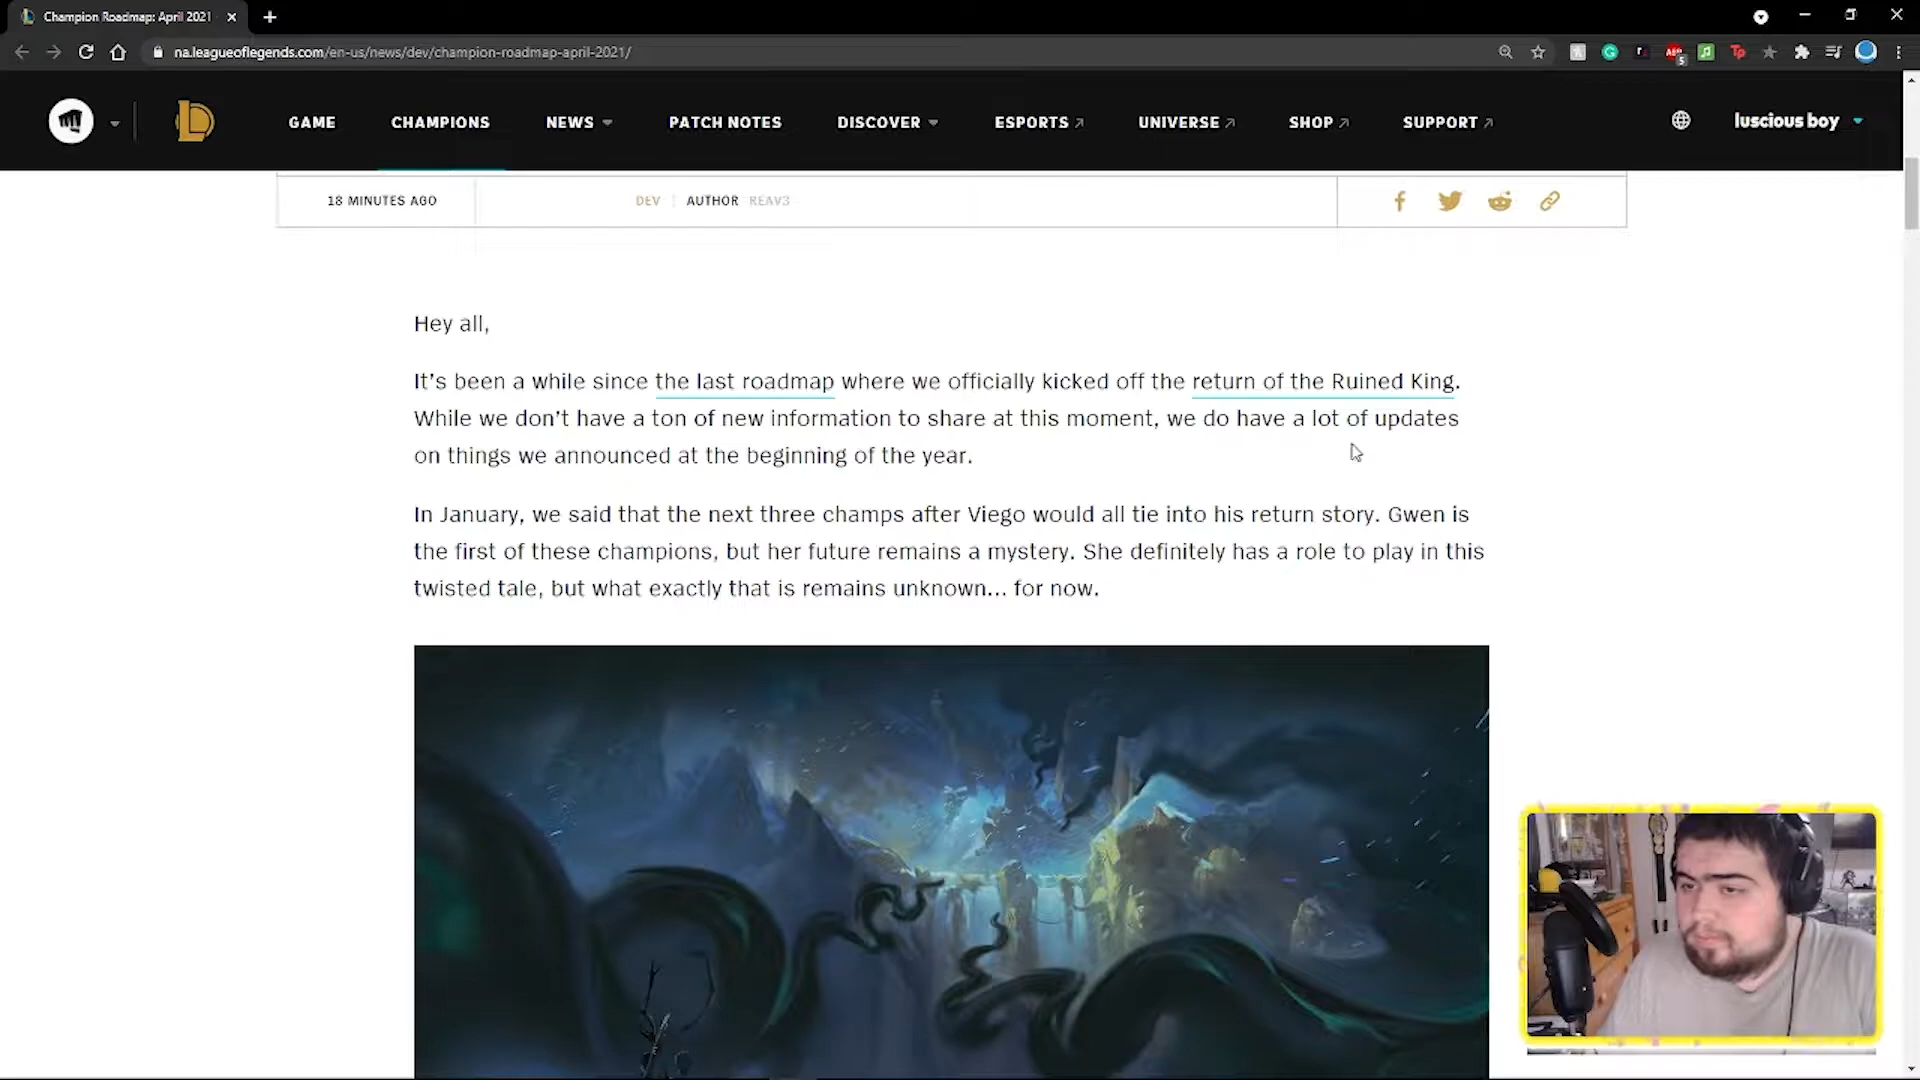 Champion Roadmap: April 2021
na.leagueoflegends.com/en-us/news/dev/champion-roadmap-april-2021/
5
Tp
GAME CHAMPIONS NEWS PATCH NOTES DISCOVER ESPORTS UNIVERSE SHOP SUPPORT luscious boy
18 MINUTES AGO DEV AUTHOR REAV3
Hey all,
It’s been a while since the last roadmap where we officially kicked off the return of the Ruined King.
While we don’t have a ton of new information to share at this moment, we do have a lot of updates
on things we announced at the beginning of the year.
In January, we said that the next three champs after Viego would all tie into his return story. Gwen is
the first of these champions, but her future remains a mystery. She definitely has a role to play in this
twisted tale, but what exactly that is remains unknown... for now.